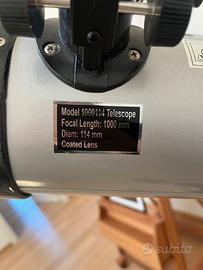 Model 1000114 Telescope
Focal Length: 1000 mm
Diam: 114 mm
Coated Lens
subito